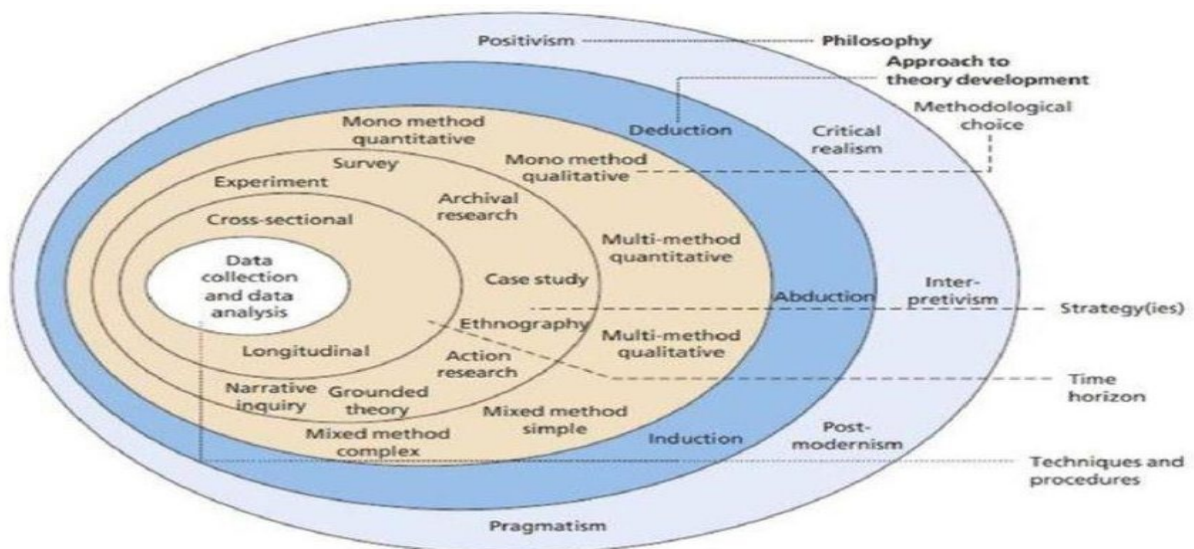 Positivism
Philosophy
Approach to
theory development
Methodological
choice
Deduction
Critical
realism
Mono method
quantitative
Mono method
qualitative
Survey
Experiment
Archival
research
Cross-sectional
Multi-method
quantitative
Data
collection
and data
analysis
Case study
Abduction
Inter-
pretivism
Strategy(ies)
Ethnography
Multi-method
qualitative
Longitudinal
Action
research
Time
horizon
Narrative
inquiry
Grounded
theory
Mixed method
simple
Mixed method
complex
Induction
Post-
modernism
Techniques and
procedures
Pragmatism